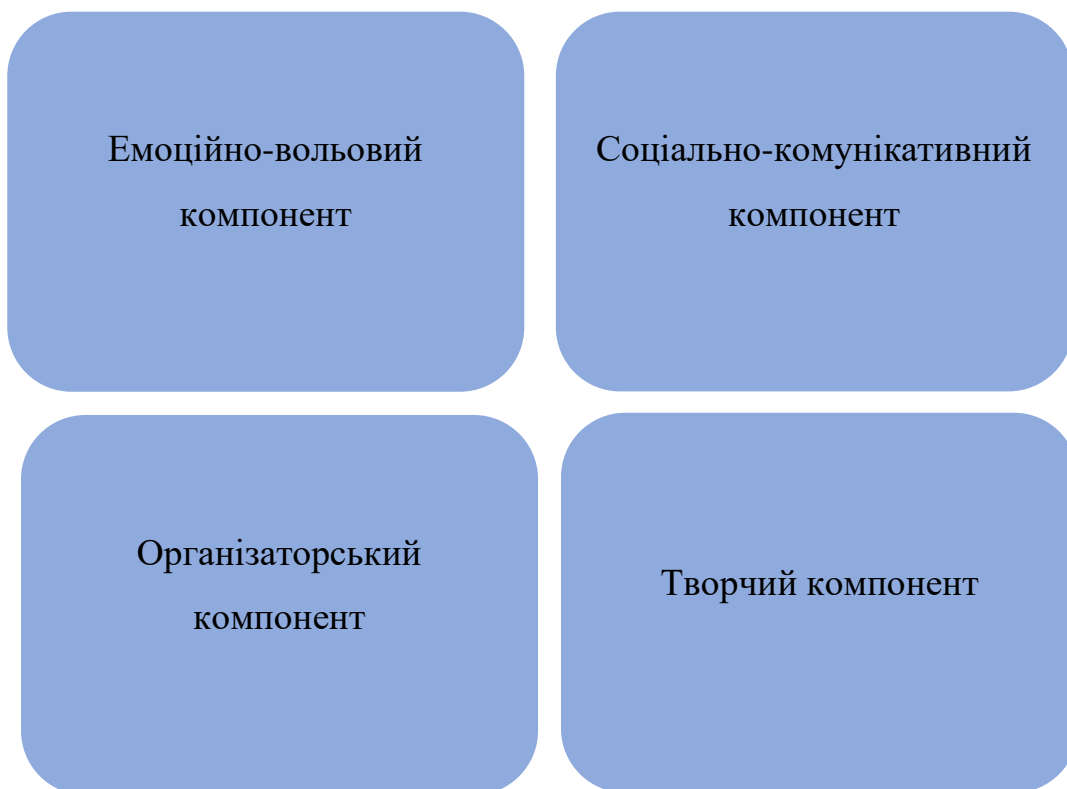 Емоційно-вольовий
компонент
Соціально-комунікативний
компонент
Організаторський
компонент
Творчий компонент